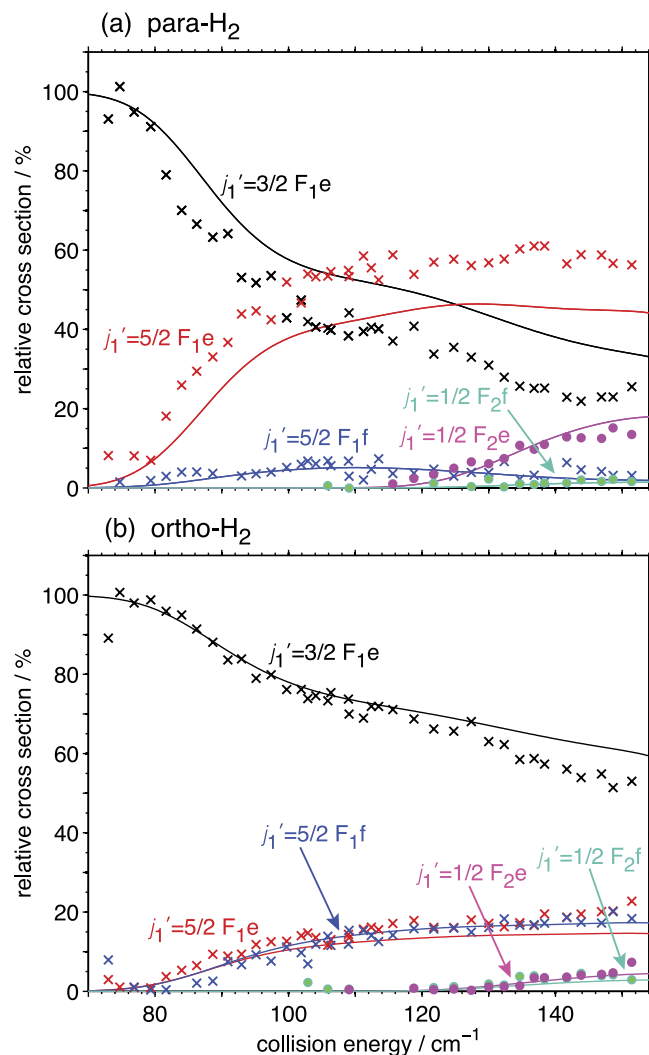 (a) para-H₂
relative cross section / %
100
80
60
40
20
0
j₁′=3/2 F₁e
j₁′=5/2 F₁e
j₁′=5/2 F₁f
j₁′=1/2 F₂f
j₁′=1/2 F₂e
(b) ortho-H₂
relative cross section / %
100
80
60
40
20
0
j₁′=3/2 F₁e
j₁′=5/2 F₁f
j₁′=1/2 F₂f
j₁′=1/2 F₂e
j₁′=5/2 F₁e
80 100 120 140
collision energy / cm⁻¹